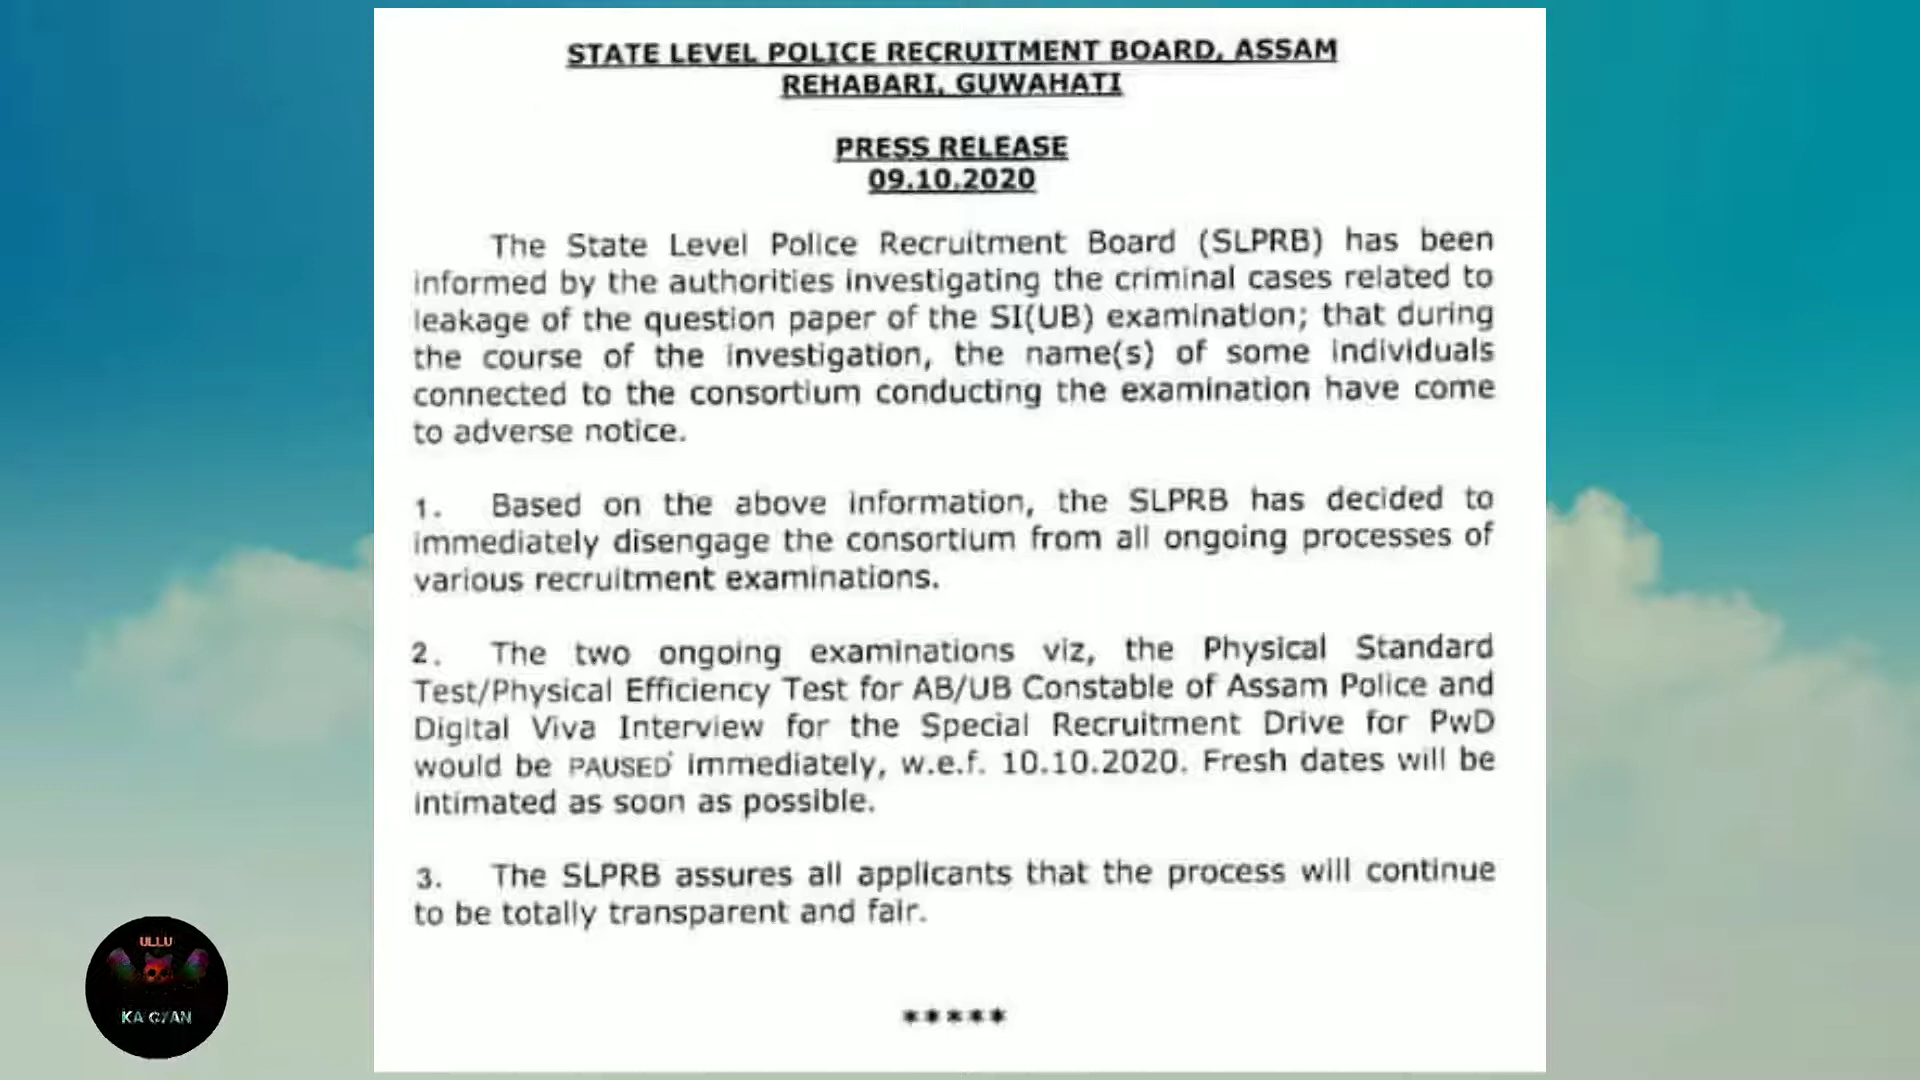 STATE LEVEL POLICE RECRUITMENT BOARD, ASSAM
REHABARI, GUWAHATI
PRESS RELEASE
09.10.2020
The State Level Police Recruitment Board (SLPRB) has been
informed by the authorities investigating the criminal cases related to
leakage of the question paper of the SI(UB) examination; that during
the course of the investigation, the name(s) of some individuals
connected to the consortium conducting the examination have come
to adverse notice.
1. Based on the above information, the SLPRB has decided to
immediately disengage the consortium from all ongoing processes of
various recruitment examinations.
2. The two ongoing examinations viz, the Physical Standard
Test/Physical Efficiency Test for AB/UB Constable of Assam Police and
Digital Viva Interview for the Special Recruitment Drive for PwD
would be PAUSED immediately, w.e.f. 10.10.2020. Fresh dates will be
intimated as soon as possible.
3. The SLPRB assures all applicants that the process will continue
to be totally transparent and fair.
*****
ULLU
KA GYAN